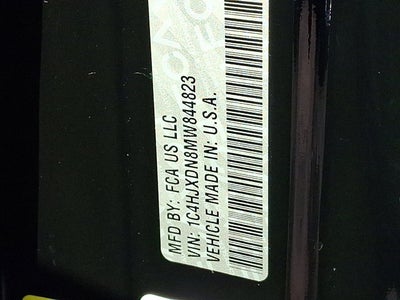 MFD BY: FCA US LLC
VIN: 1C4HJXDN8MW844823
VEHICLE MADE IN: U.S.A.